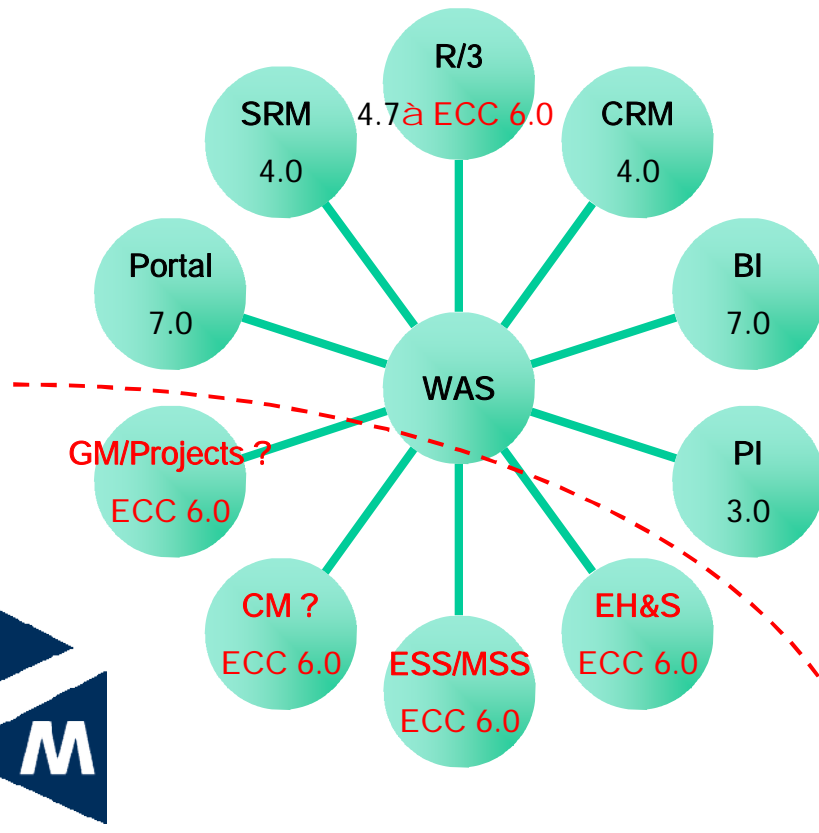 R/3
4.7à ECC 6.0
SRM
4.0
CRM
4.0
Portal
7.0
BI
7.0
WAS
GM/Projects ?
ECC 6.0
PI
3.0
CM ?
ECC 6.0
ESS/MSS
ECC 6.0
EH&S
ECC 6.0
M